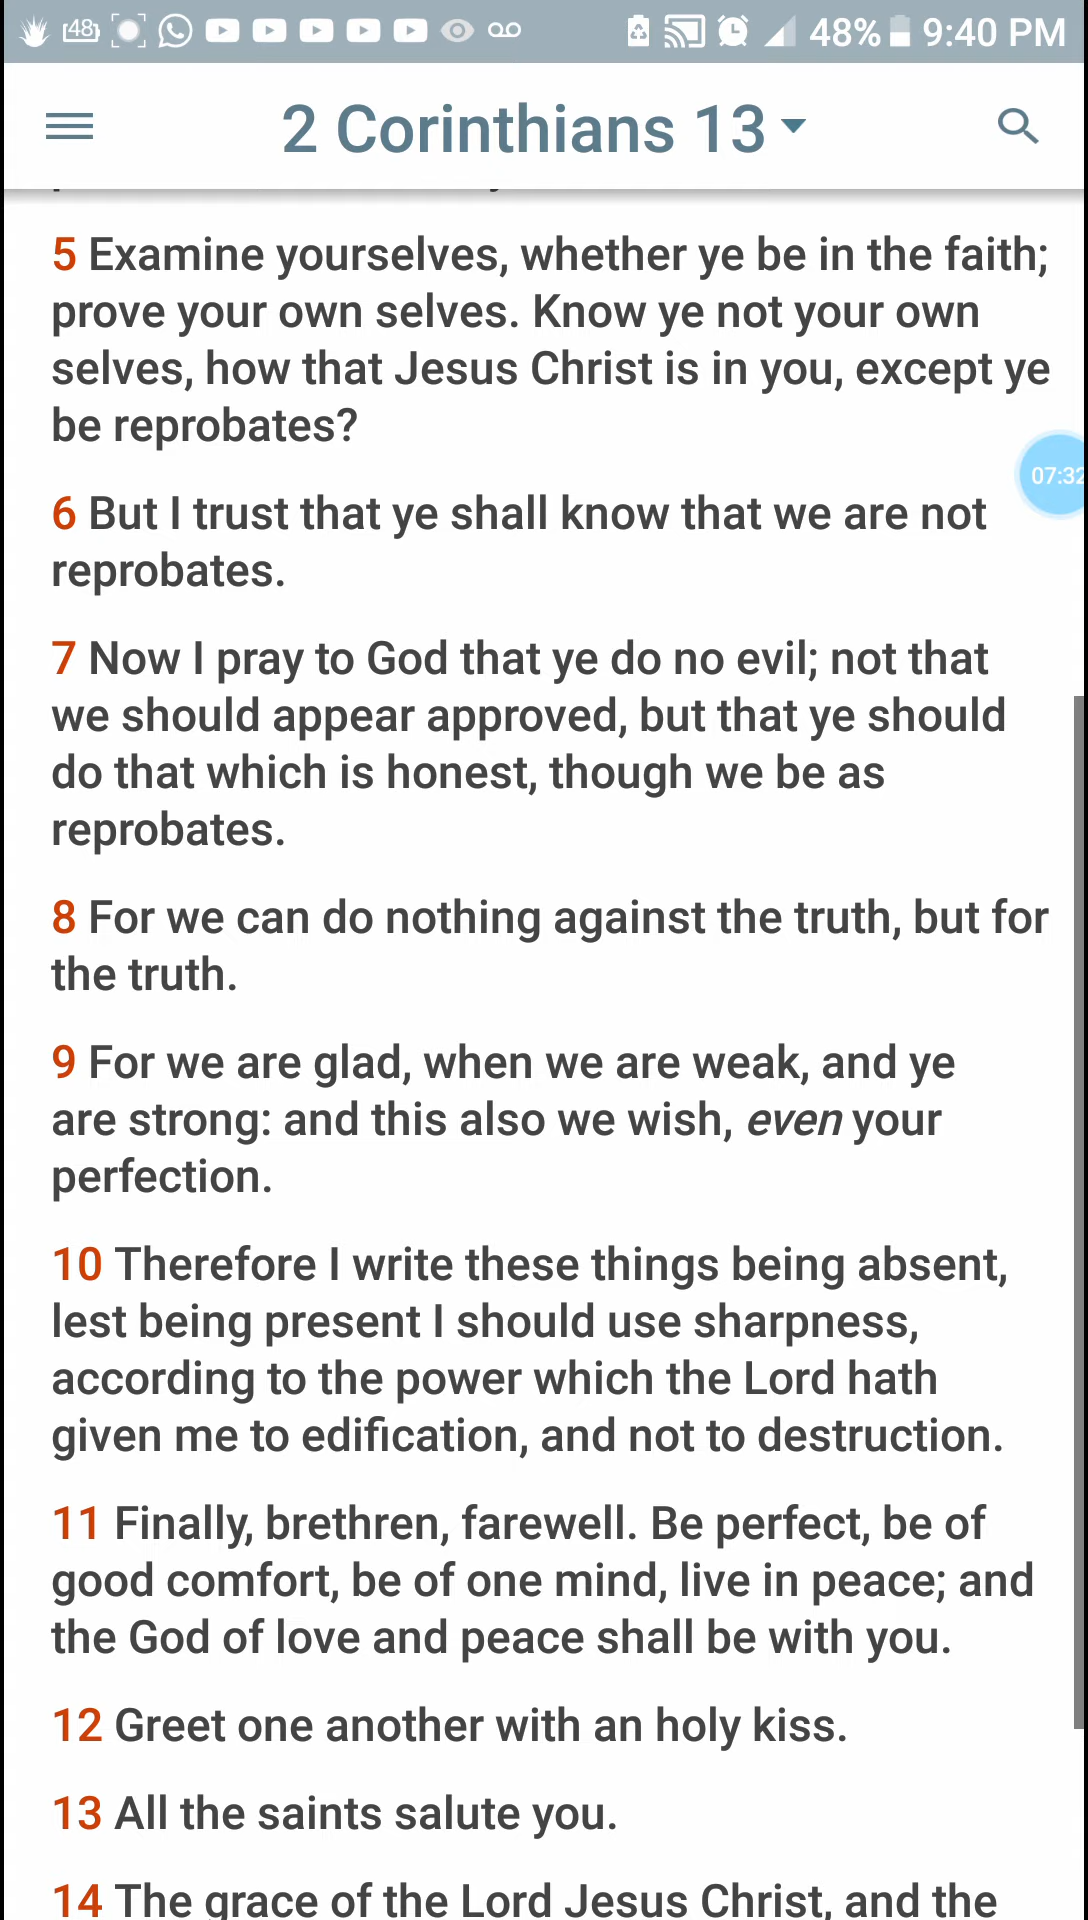 48 48% 9:40 PM
2 Corinthians 13
5 Examine yourselves, whether ye be in the faith;
prove your own selves. Know ye not your own
selves, how that Jesus Christ is in you, except ye
be reprobates?
07:32
6 But I trust that ye shall know that we are not
reprobates.
7 Now I pray to God that ye do no evil; not that
we should appear approved, but that ye should
do that which is honest, though we be as
reprobates.
8 For we can do nothing against the truth, but for
the truth.
9 For we are glad, when we are weak, and ye
are strong: and this also we wish, even your
perfection.
10 Therefore I write these things being absent,
lest being present I should use sharpness,
according to the power which the Lord hath
given me to edification, and not to destruction.
11 Finally, brethren, farewell. Be perfect, be of
good comfort, be of one mind, live in peace; and
the God of love and peace shall be with you.
12 Greet one another with an holy kiss.
13 All the saints salute you.
14 The grace of the Lord Jesus Christ, and the